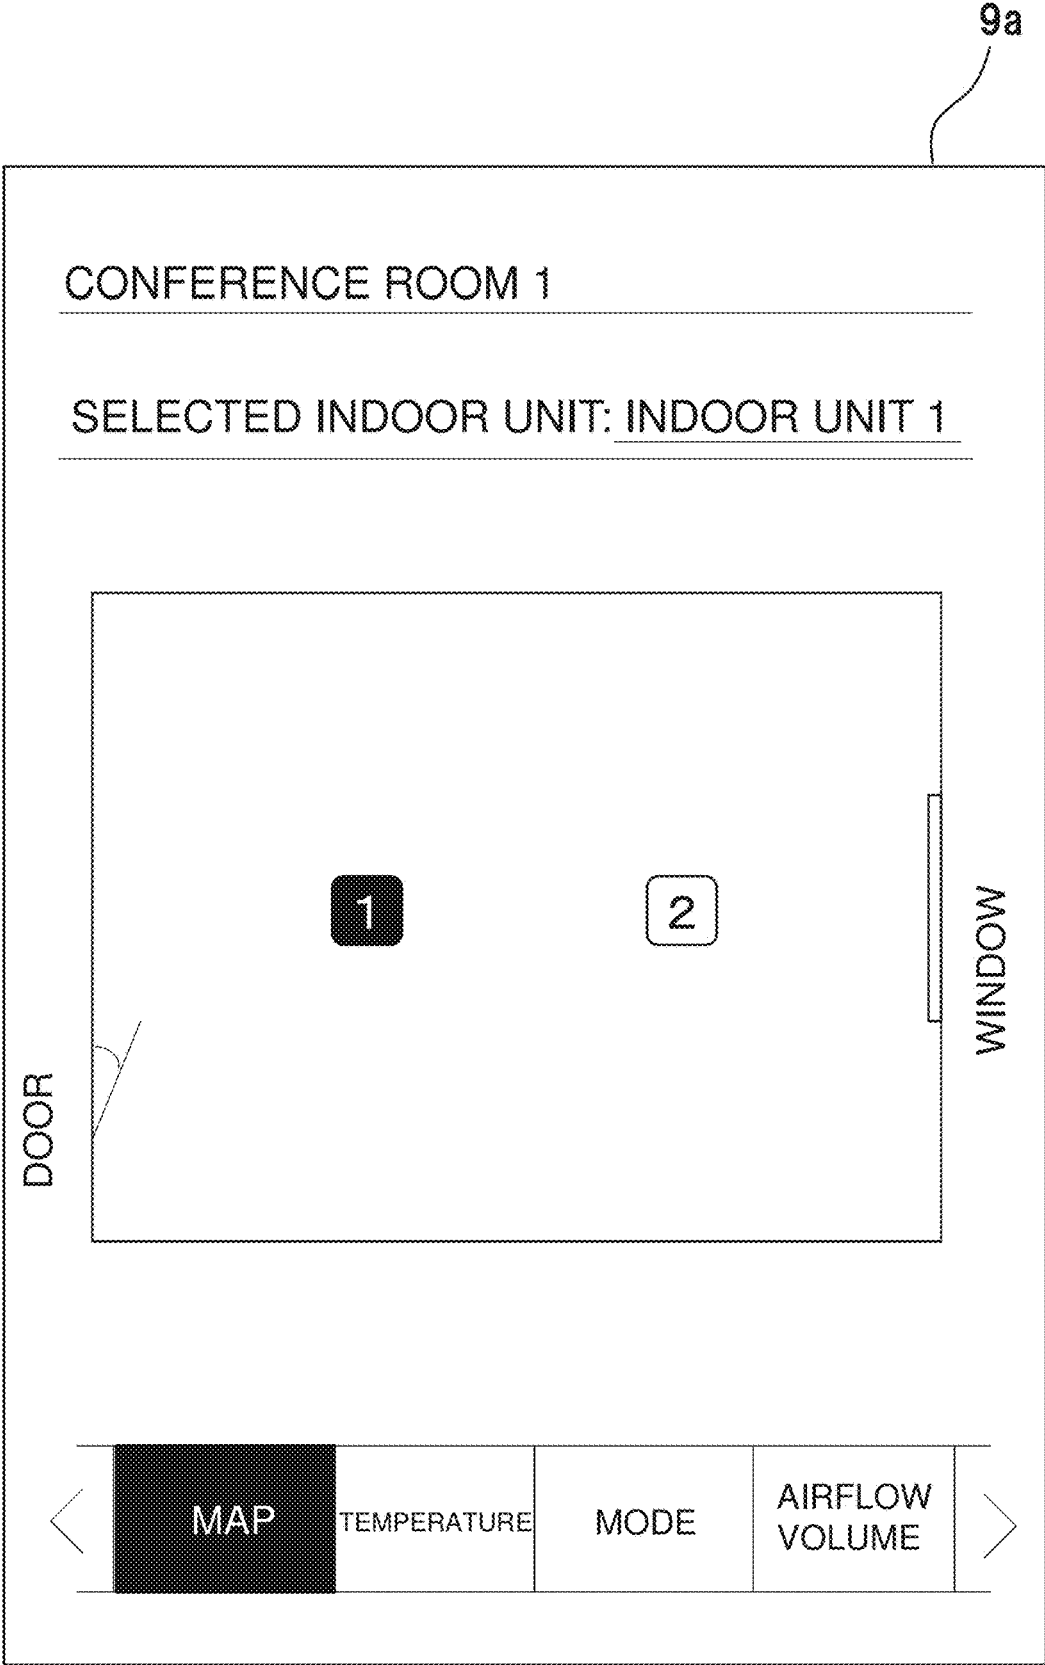 9a
CONFERENCE ROOM 1
SELECTED INDOOR UNIT: INDOOR UNIT 1
1
2
WINDOW
DOOR
MAP
TEMPERATURE
MODE
AIRFLOW
VOLUME